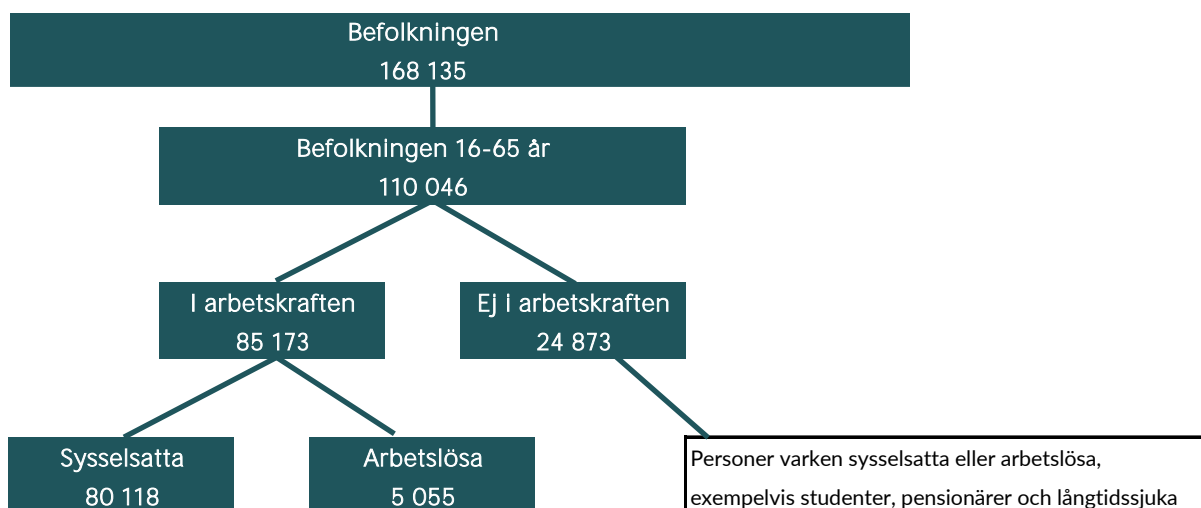 Befolkningen
168 135
Befolkningen 16-65 år
110 046
I arbetskraften
85 173
Ej i arbetskraften
24 873
Sysselsatta
80 118
Arbetslösa
5 055
Personer varken sysselsatta eller arbetslösa,
exempelvis studenter, pensionärer och långtidssjuka